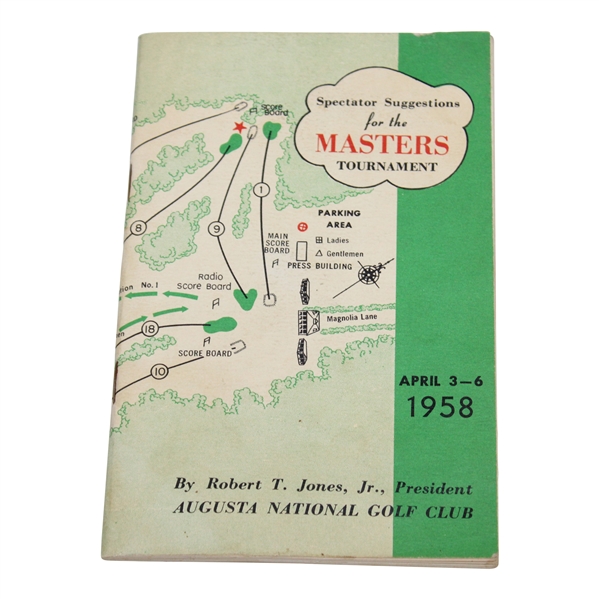 Spectator Suggestions
for the
MASTERS
TOURNAMENT
Score
Board
1
8
9
PARKING
AREA
MAIN
SCORE
BOARD
Ladies
Gentlemen
PRESS BUILDING
Radio
Score Board
tion No. 1
Magnolia Lane
18
SCORE BOARD
10
APRIL 3—6
1958
By Robert T. Jones, Jr., President
AUGUSTA NATIONAL GOLF CLUB